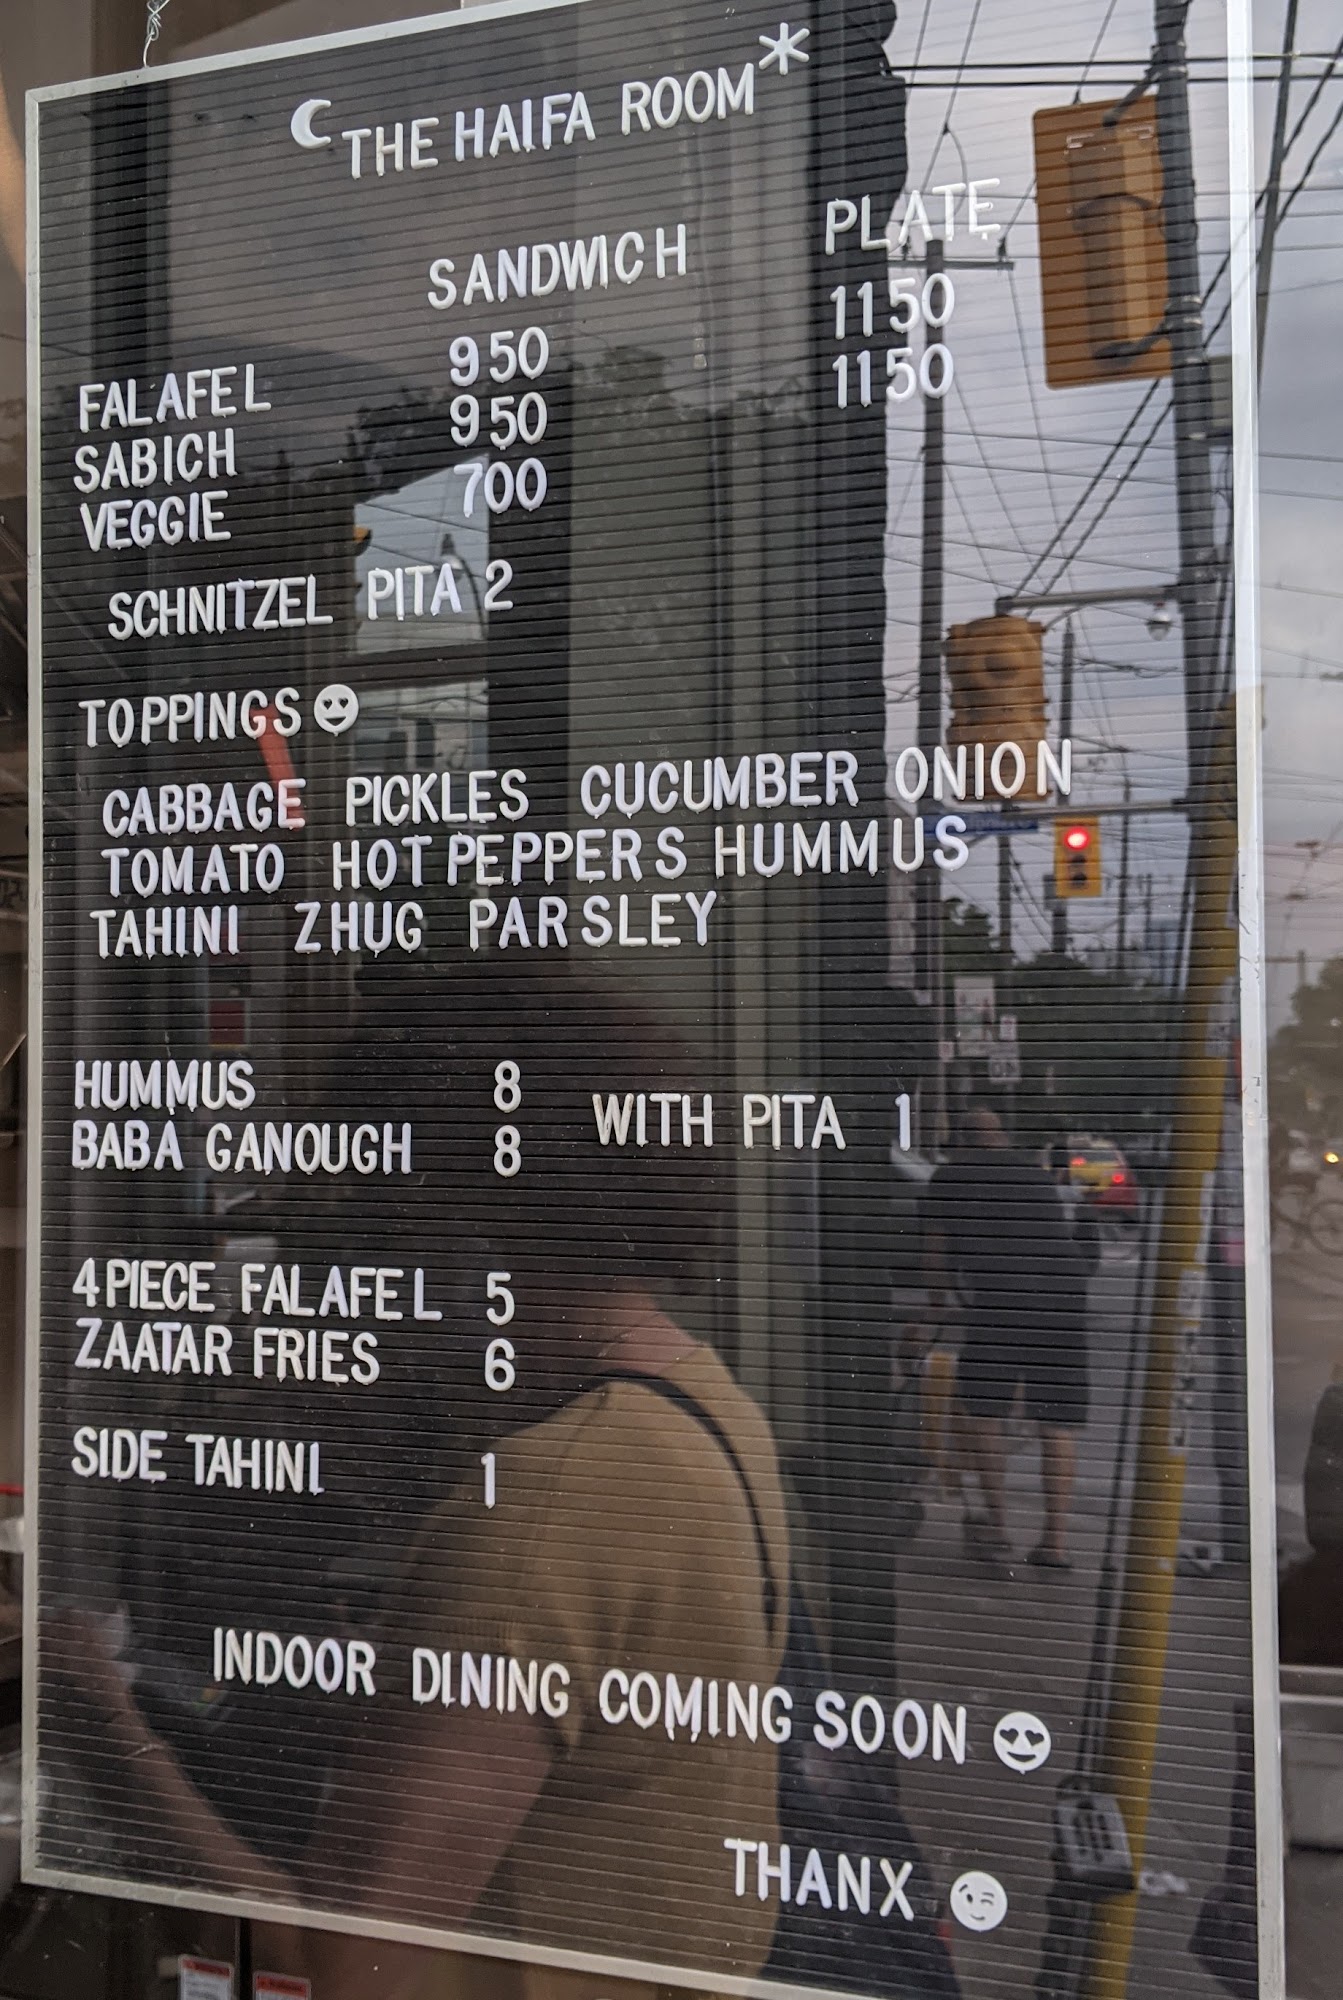 THE HAIFA ROOM*
SANDWICH PLATE
FALAFEL 950 1150
SABICH 950 1150
VEGGIE 700
SCHNITZEL PITA 2
TOPPINGS 😍
CABBAGE PICKLES CUCUMBER ONION
TOMATO HOT PEPPERS HUMMUS
TAHINI ZHUG PARSLEY
HUMMUS 8
WITH PITA 1
BABA GANOUGH 8
4 PIECE FALAFEL 5
ZAATAR FRIES 6
SIDE TAHINI 1
INDOOR DINING COMING SOON 😍
THANX 😉